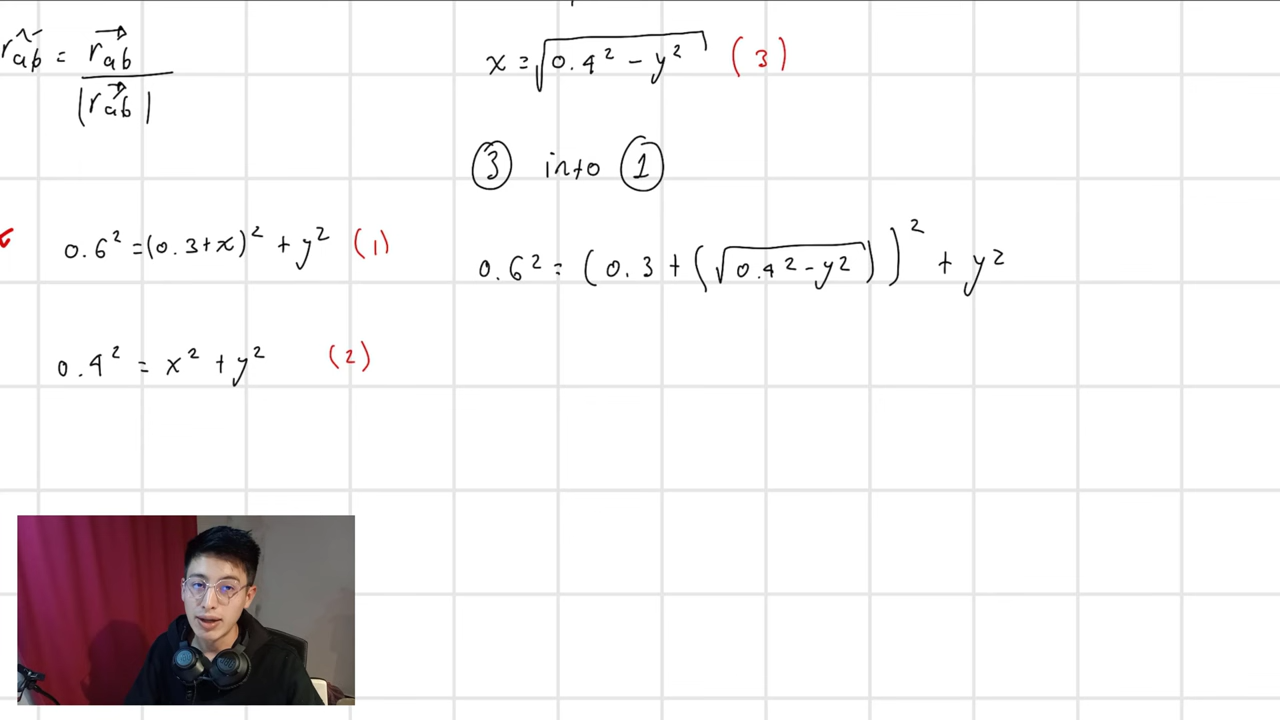 r̂ab = r⃗ab / |r⃗ab|
0.6² = (0.3+x)² + y² (1)
0.4² = x² + y² (2)
x = √(0.4² − y²) (3)
③ into ①
0.6² = (0.3 + (√(0.4² − y²)))² + y²